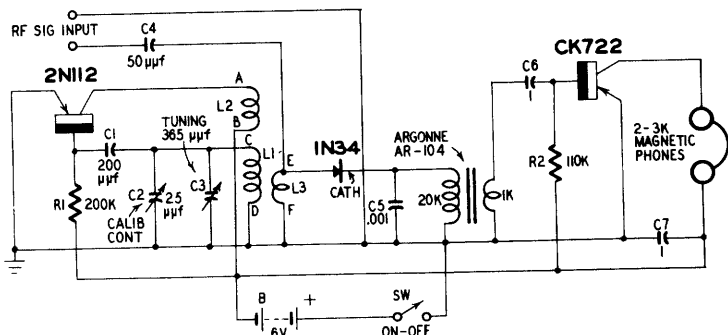 RF SIG INPUT
C4
50 μμf
CK722
2N112
A
L2
B
C
TUNING
365 μμf
C1
200
μμf
L1
E
1N34
CATH
L3
D
F
C2
25
μμf
C3
CALIB
CONT
R1
200K
ARGONNE
AR-104
C5
.001
20K
1K
C6
1
R2
110K
2-3K
MAGNETIC
PHONES
C7
1
B
+
6V
SW
ON-OFF